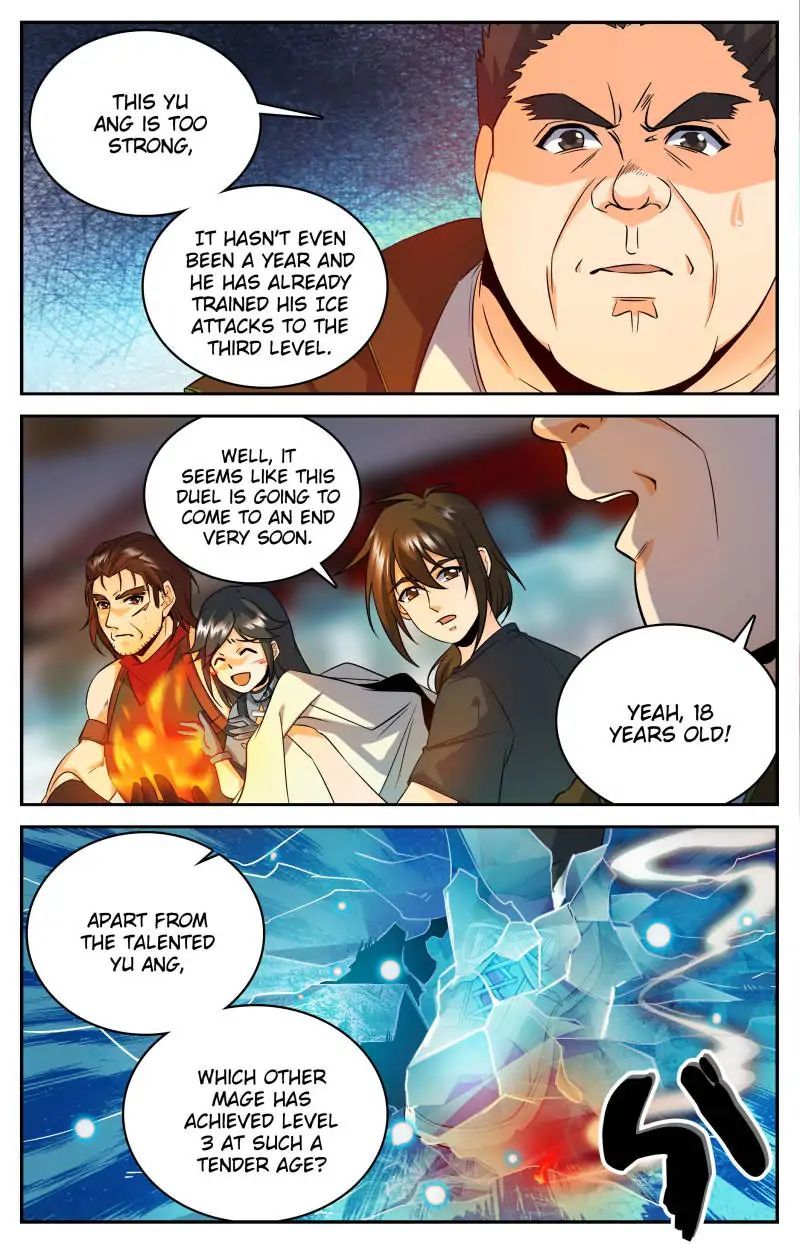 THIS YU
ANG IS TOO
STRONG,
IT HASN'T EVEN
BEEN A YEAR AND
HE HAS ALREADY
TRAINED HIS ICE
ATTACKS TO THE
THIRD LEVEL.
WELL, IT
SEEMS LIKE THIS
DUEL IS GOING TO
COME TO AN END
VERY SOON.
YEAH, 18
YEARS OLD!
APART FROM
THE TALENTED
YU ANG,
WHICH OTHER
MAGE HAS
ACHIEVED LEVEL
3 AT SUCH A
TENDER AGE?